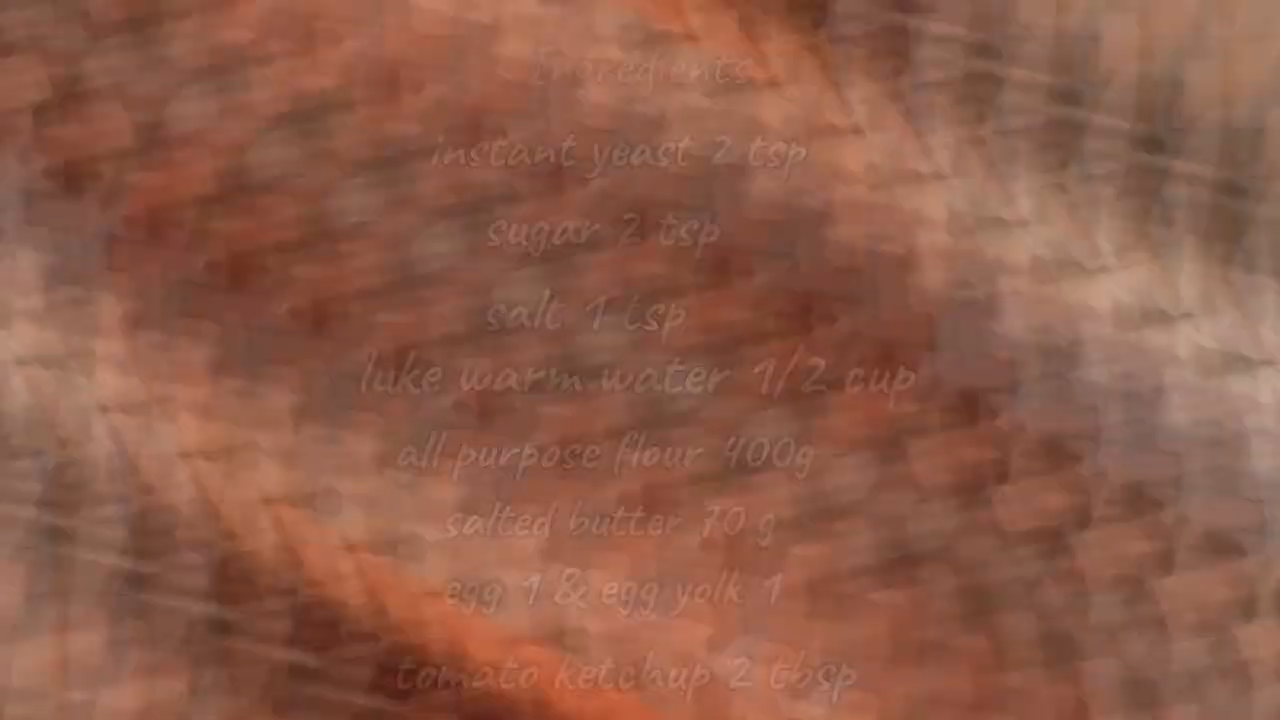 Ingredients
instant yeast 2 tsp
sugar 2 tsp
salt 1 tsp
luke warm water 1/2 cup
all purpose flour 400g
salted butter 70 g
egg 1 & egg yolk 1
tomato ketchup 2 tbsp